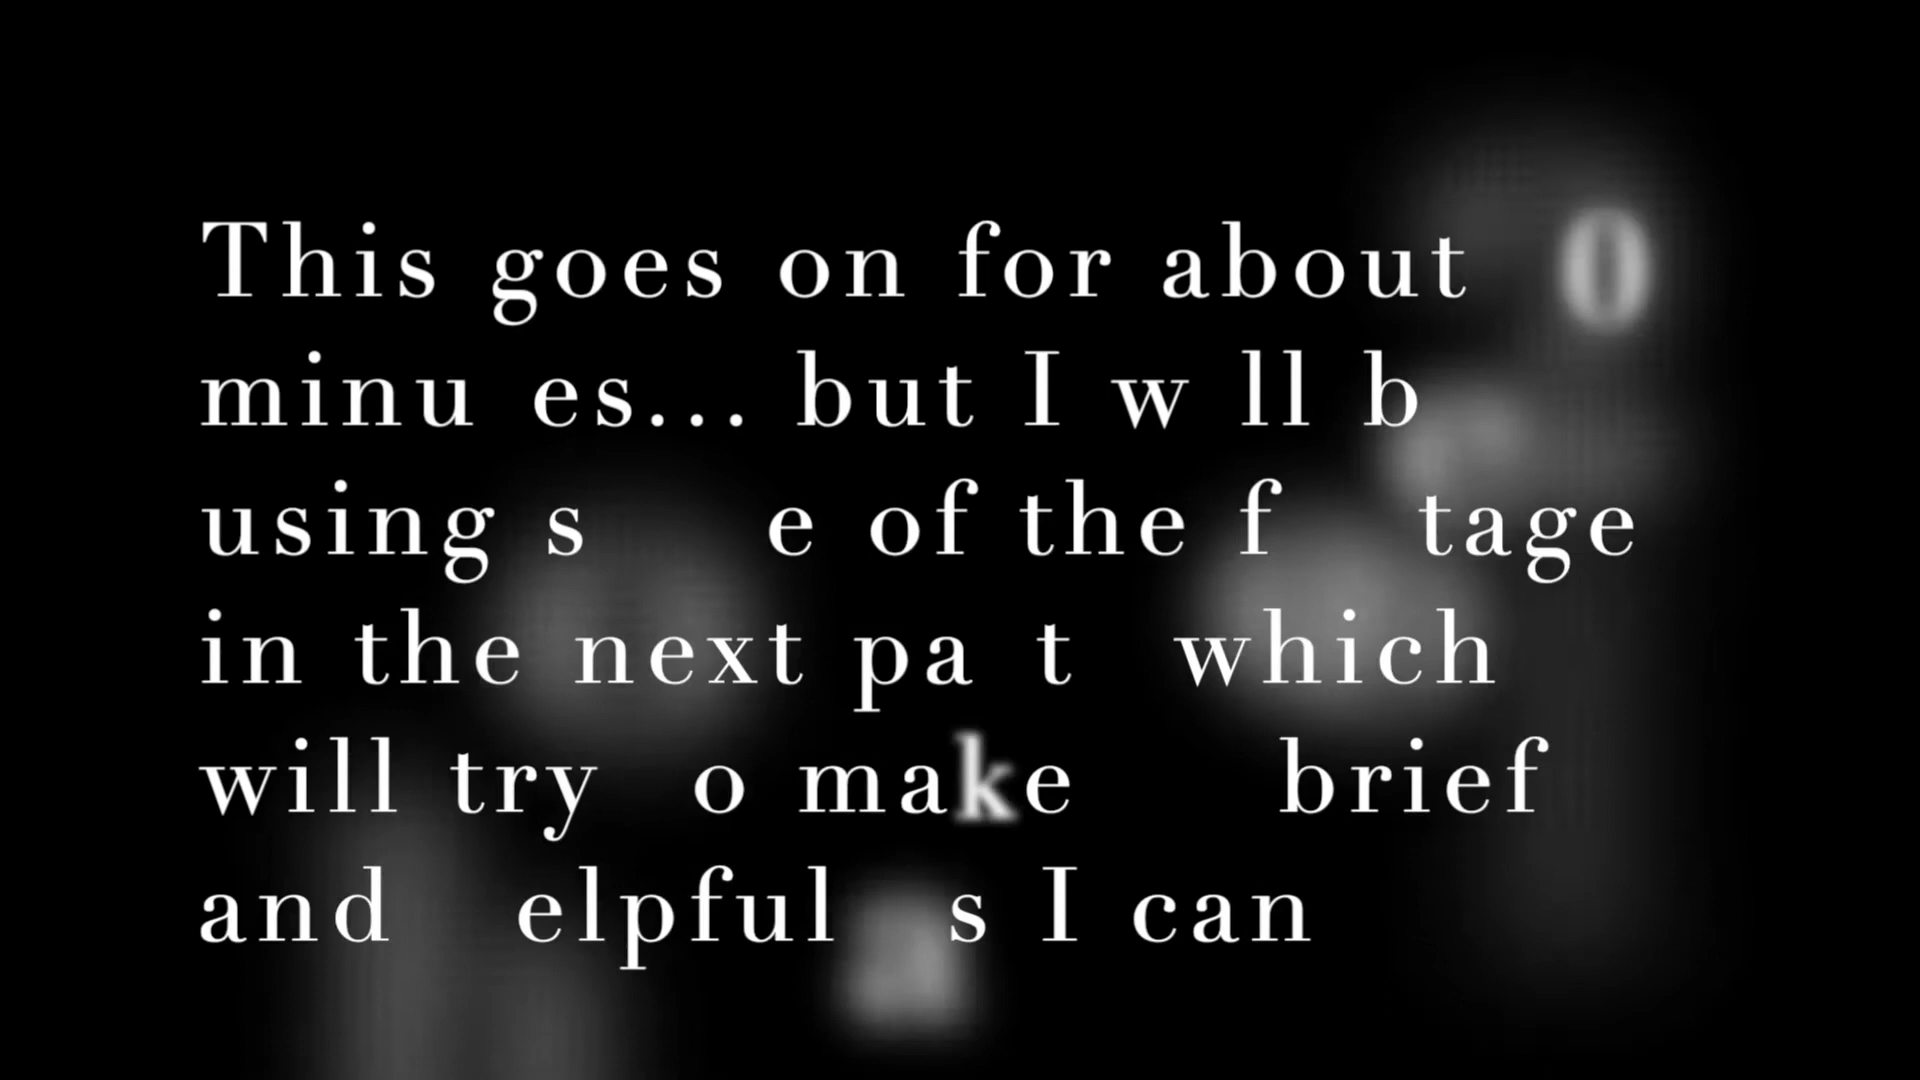 This goes on for about 0
minu es... but I w ll b
using s e of the f tage
in the next pa t which
will try o make brief
and elpful s I can